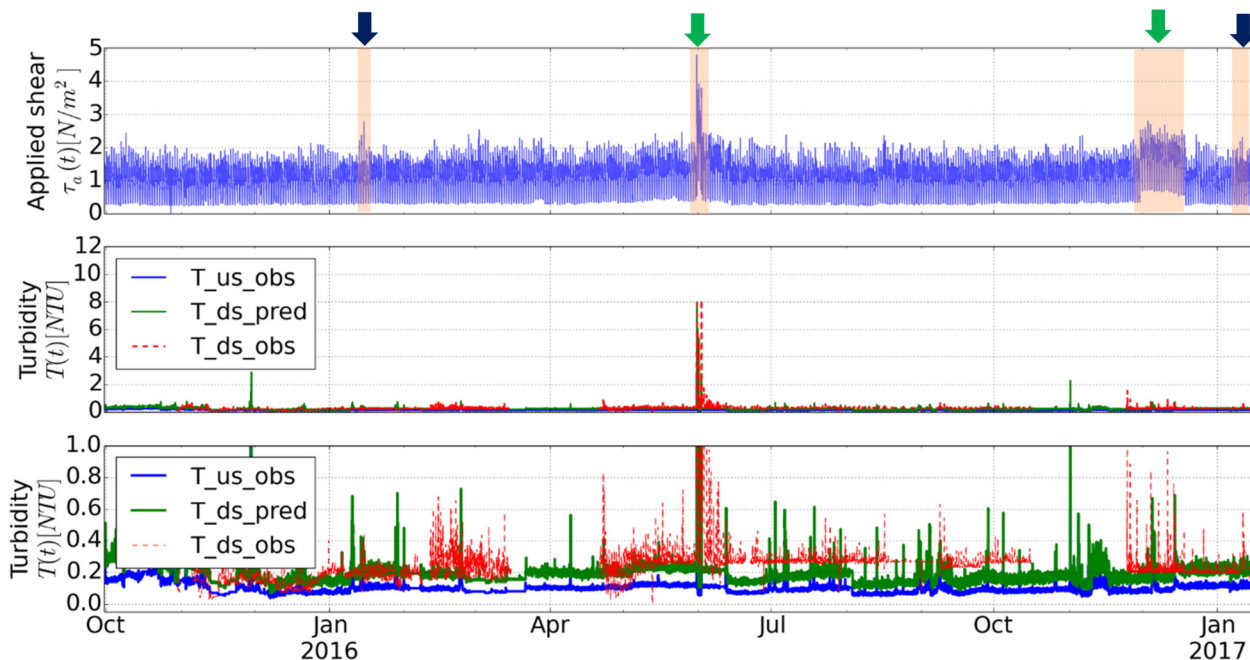 Applied shear
τ_a(t)[N/m²]
5
4
3
2
1
0
Turbidity
T(t)[NTU]
12
10
8
6
4
2
0
T_us_obs
T_ds_pred
T_ds_obs
Turbidity
T(t)[NTU]
1.0
0.8
0.6
0.4
0.2
0.0
T_us_obs
T_ds_pred
T_ds_obs
Oct Jan Apr Jul Oct Jan
2016 2017